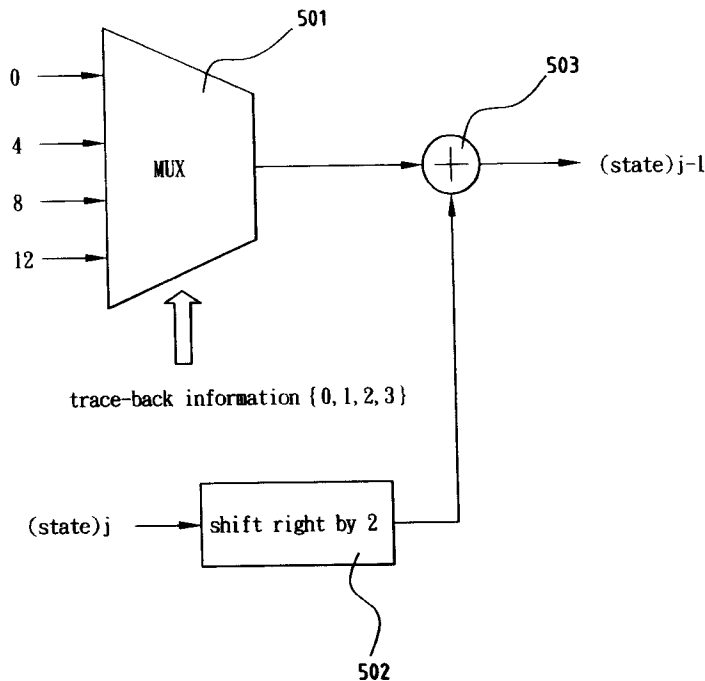 501
0
503
4
MUX
(state)j-1
8
12
trace-back information {0,1,2,3}
(state)j
shift right by 2
502